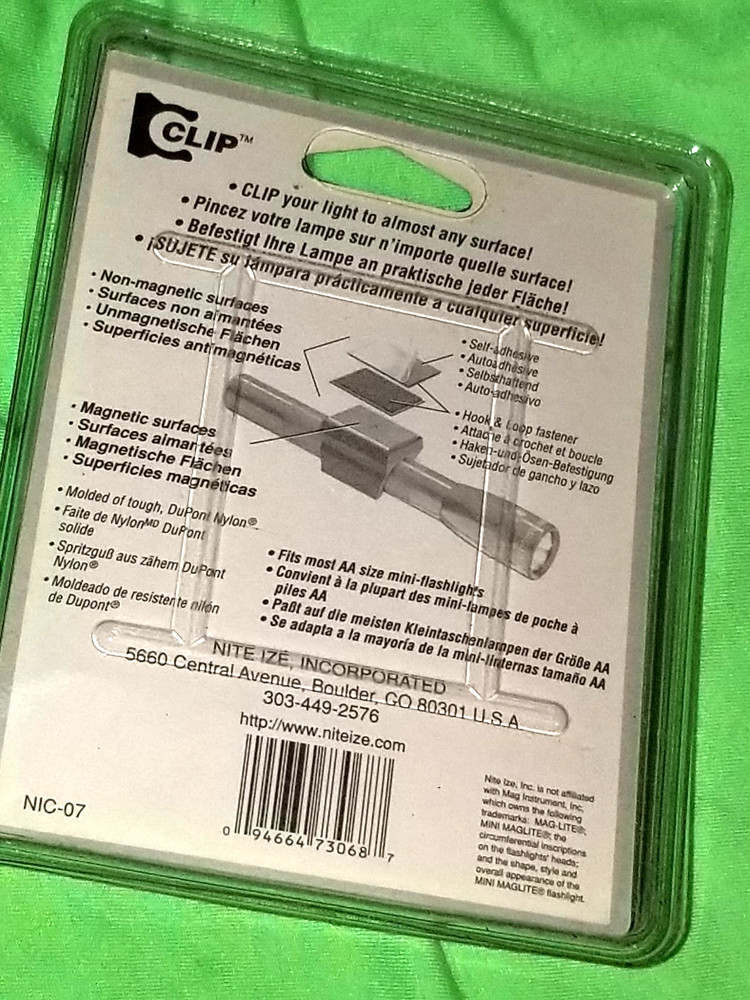 CLIP™
• CLIP your light to almost any surface!
• Pincez votre lampe sur n'importe quelle surface!
• Befestigt Ihre Lampe an praktische jeder Fläche!
• ¡SUJETE su lámpara prácticamente a cualquier superficie!
• Non-magnetic surfaces
• Surfaces non aimantées
• Unmagnetische Flächen
• Superficies antimagnéticas
• Self-adhesive
• Autoadhésive
• Selbsthaftend
• Auto-adhesivo
• Hook & Loop fastener
• Attache à crochet et boucle
• Haken-und-Ösen-Befestigung
• Sujetador de gancho y lazo
• Magnetic surfaces
• Surfaces aimantées
• Magnetische Flächen
• Superficies magnéticas
• Molded of tough, DuPont Nylon®
• Faite de Nylonᴹᴰ DuPont
solide
• Spritzguß aus zähem DuPont
Nylon®
• Moldeado de resistente nilón
de Dupont®
• Fits most AA size mini-flashlights
• Convient à la plupart des mini-lampes de poche à
piles AA
• Paßt auf die meisten Kleintaschenlampen der Größe AA
• Se adapta a la mayoría de la mini-linternas tamaño AA
NITE IZE, INCORPORATED
5660 Central Avenue, Boulder, CO 80301 U.S.A
303-449-2576
http://www.niteize.com
0 94664 73068 7
NIC-07
Nite Ize, Inc. is not affiliated
with Mag Instrument, Inc.
which owns the following
trademarks: MAG-LITE®;
MINI MAGLITE®; the
circumferential inscriptions
on the flashlights' heads;
and the shape, style and
overall appearance of the
MINI MAGLITE® flashlight.